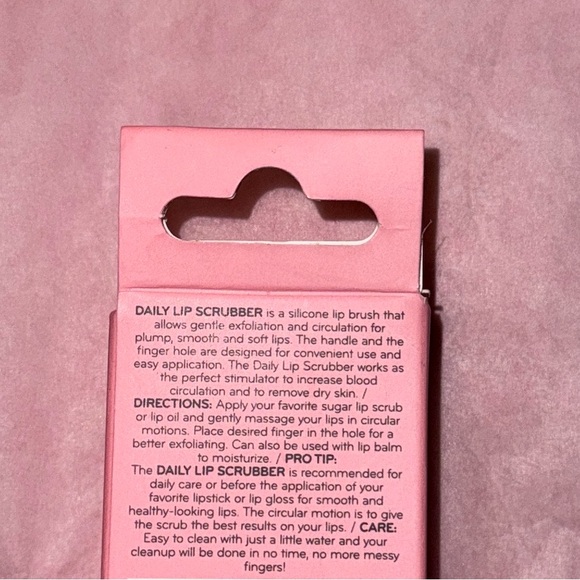 DAILY LIP SCRUBBER is a silicone lip brush that
allows gentle exfoliation and circulation for
plump, smooth and soft lips. The handle and the
finger hole are designed for convenient use and
easy application. The Daily Lip Scrubber works as
the perfect stimulator to increase blood
circulation and to remove dry skin. /
DIRECTIONS: Apply your favorite sugar lip scrub
or lip oil and gently massage your lips in circular
motions. Place desired finger in the hole for a
better exfoliating. Can also be used with lip balm
to moisturize. / PRO TIP:
The DAILY LIP SCRUBBER is recommended for
daily care or before the application of your
favorite lipstick or lip gloss for smooth and
healthy-looking lips. The circular motion is to give
the scrub the best results on your lips. / CARE:
Easy to clean with just a little water and your
cleanup will be done in no time, no more messy
fingers!